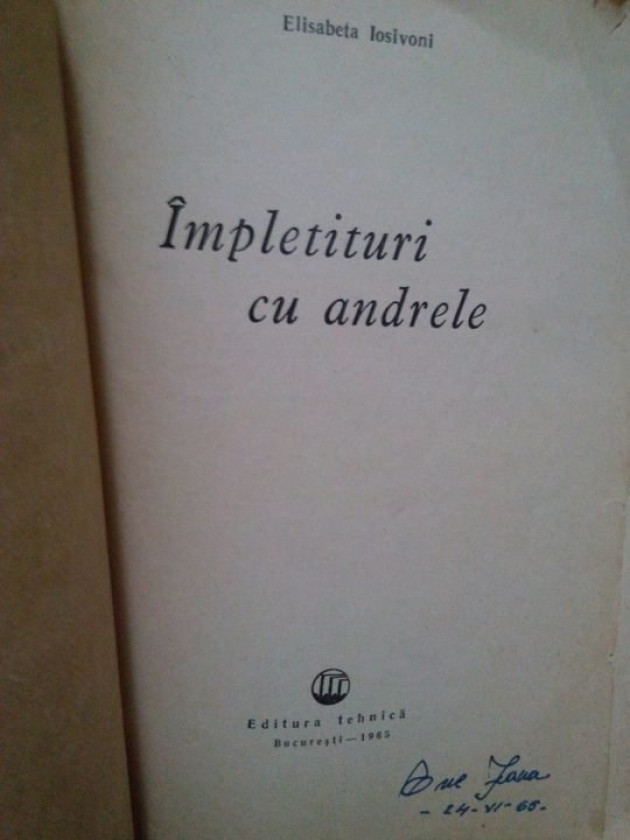 Elisabeta Iosivoni
Împletituri
cu andrele
Editura tehnică
București—1965
- 24-VI-65.